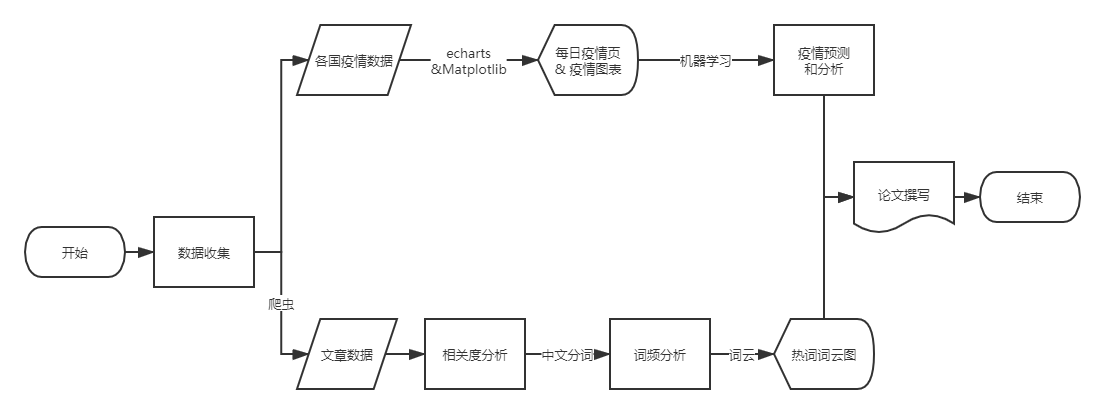 各国疫情数据
echarts
&Matplotlib
每日疫情页
& 疫情图表
机器学习
疫情预测
和分析
论文撰写
结束
开始
数据收集
爬虫
文章数据
相关度分析
中文分词
词频分析
词云
热词词云图